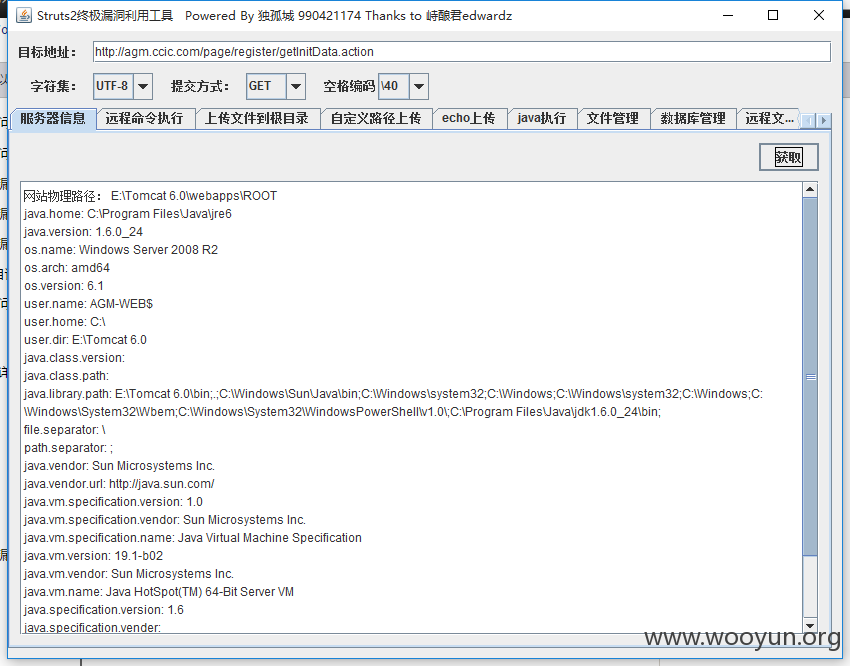 Struts2终极漏洞利用工具 Powered By 独孤城 990421174 Thanks to 峙酿君edwardz
目标地址： http://agm.ccic.com/page/register/getInitData.action
字符集： UTF-8 提交方式： GET 空格编码 \40
服务器信息 远程命令执行 上传文件到根目录 自定义路径上传 echo上传 java执行 文件管理 数据库管理 远程文...
获取
网站物理路径： E:\Tomcat 6.0\webapps\ROOT
java.home: C:\Program Files\Java\jre6
java.version: 1.6.0_24
os.name: Windows Server 2008 R2
os.arch: amd64
os.version: 6.1
user.name: AGM-WEB$
user.home: C:\
user.dir: E:\Tomcat 6.0
java.class.version:
java.class.path:
java.library.path: E:\Tomcat 6.0\bin;.;C:\Windows\Sun\Java\bin;C:\Windows\system32;C:\Windows;C:\Windows\system32;C:\Windows;C:
\Windows\System32\Wbem;C:\Windows\System32\WindowsPowerShell\v1.0\;C:\Program Files\Java\jdk1.6.0_24\bin;
file.separator: \
path.separator: ;
java.vendor: Sun Microsystems Inc.
java.vendor.url: http://java.sun.com/
java.vm.specification.version: 1.0
java.vm.specification.vendor: Sun Microsystems Inc.
java.vm.specification.name: Java Virtual Machine Specification
java.vm.version: 19.1-b02
java.vm.vendor: Sun Microsystems Inc.
java.vm.name: Java HotSpot(TM) 64-Bit Server VM
java.specification.version: 1.6
java.specification.vender:
www.wooyun.org